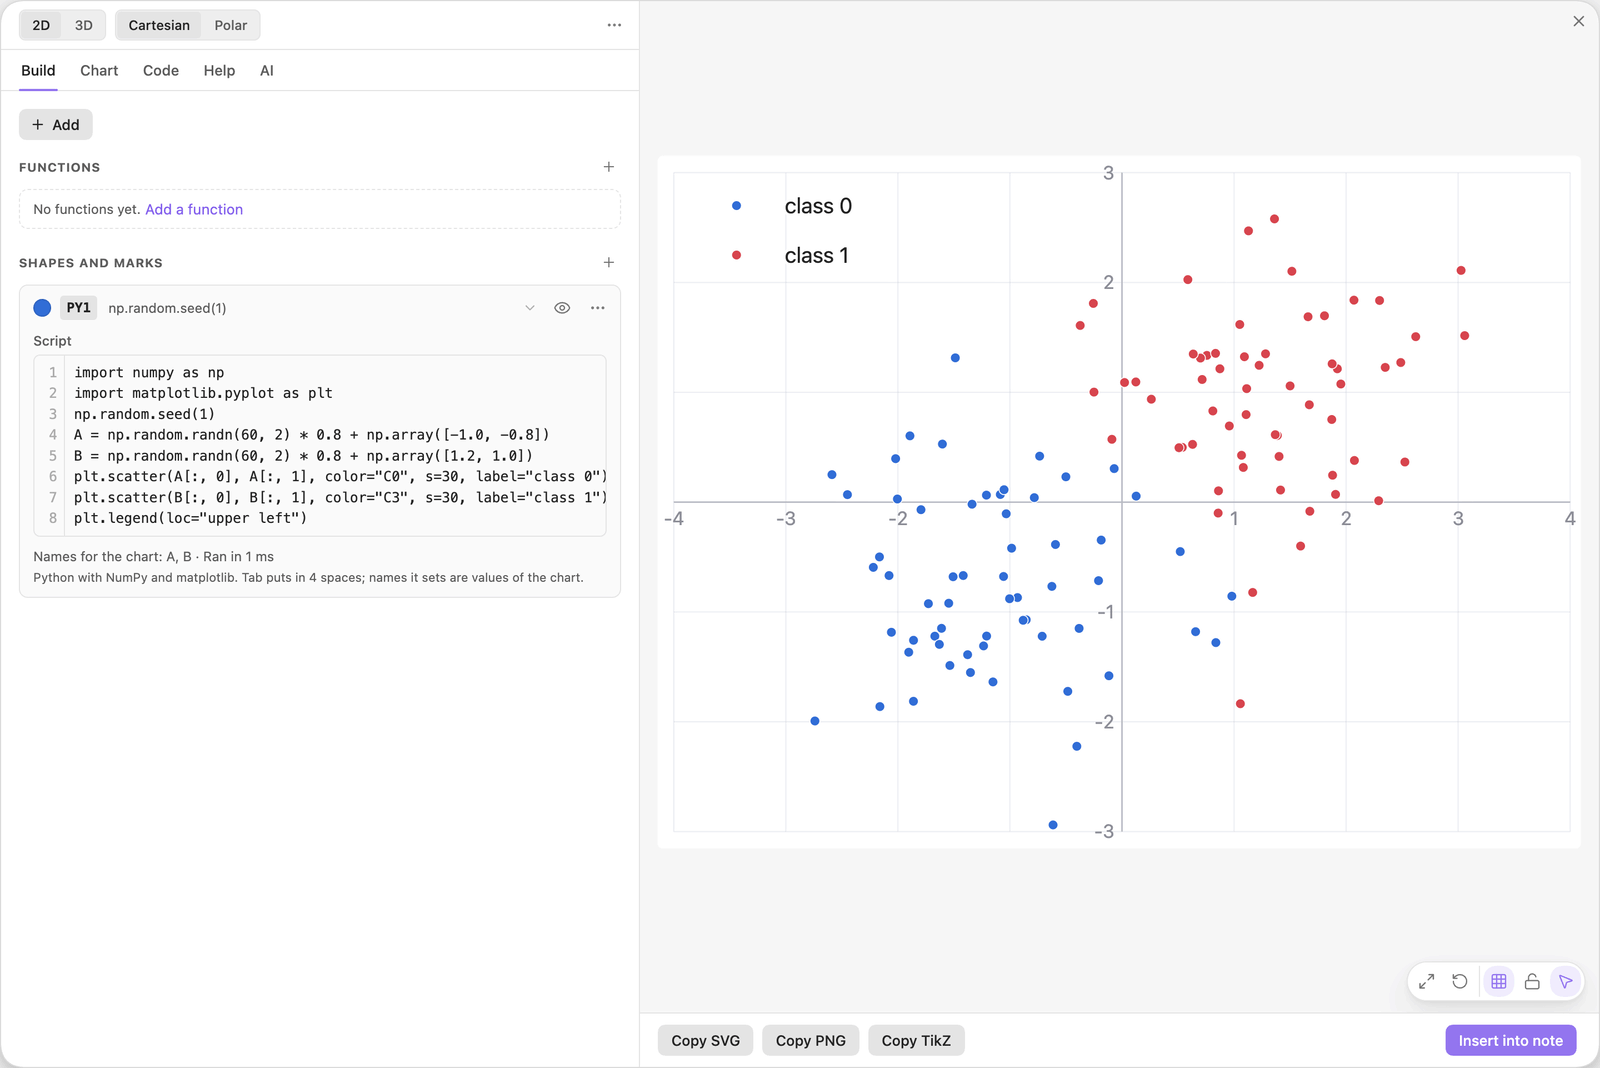 2D 3D Cartesian Polar
Build Chart Code Help AI
+ Add
FUNCTIONS
No functions yet. Add a function
SHAPES AND MARKS
PY1 np.random.seed(1)
Script
1 import numpy as np
2 import matplotlib.pyplot as plt
3 np.random.seed(1)
4 A = np.random.randn(60, 2) * 0.8 + np.array([-1.0, -0.8])
5 B = np.random.randn(60, 2) * 0.8 + np.array([1.2, 1.0])
6 plt.scatter(A[:, 0], A[:, 1], color="C0", s=30, label="class 0")
7 plt.scatter(B[:, 0], B[:, 1], color="C3", s=30, label="class 1")
8 plt.legend(loc="upper left")
Names for the chart: A, B · Ran in 1 ms
Python with NumPy and matplotlib. Tab puts in 4 spaces; names it sets are values of the chart.
3
class 0
class 1
2
-4 -3 -2 1 2 3 4
-1
-2
-3
Copy SVG Copy PNG Copy TikZ Insert into note